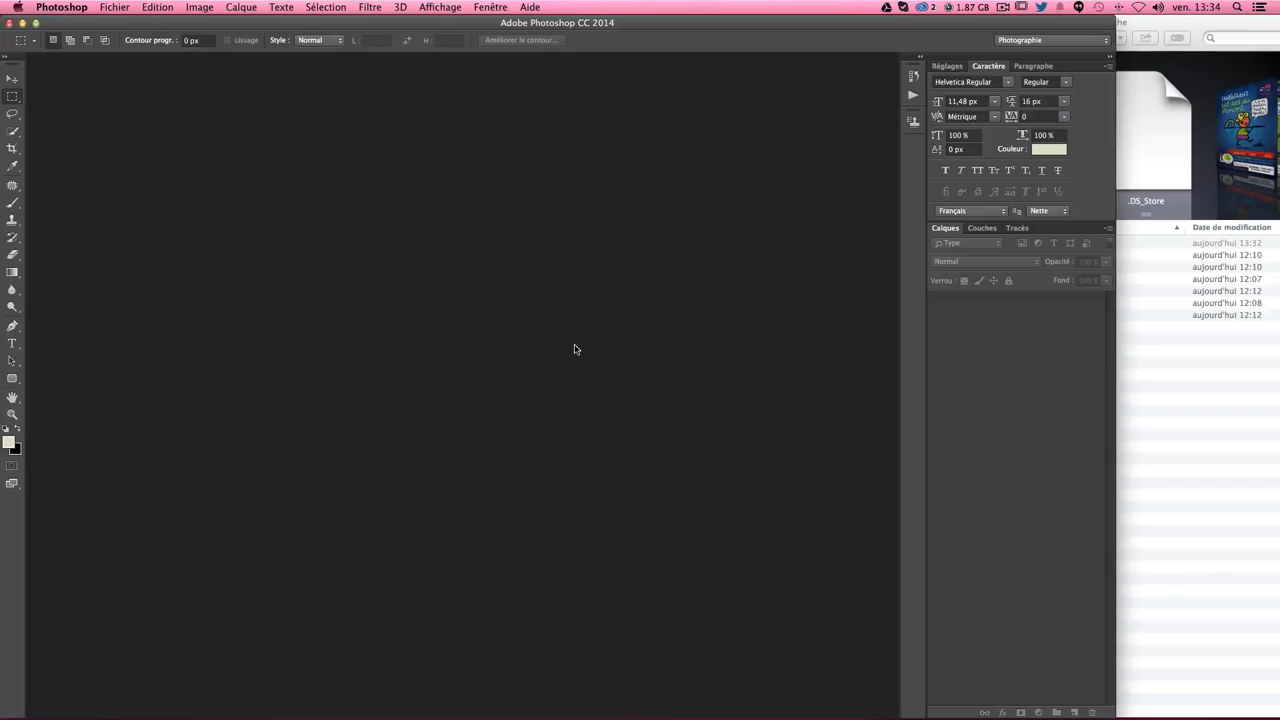 Photoshop Fichier Edition Image Calque Texte Sélection Filtre 3D Affichage Fenêtre Aide 2 1.87 GB ven. 13:34
Adobe Photoshop CC 2014
Contour progr. : 0 px Lissage Style : Normal L : H : Améliorer le contour... Photographie
Réglages Caractère Paragraphe
Helvetica Regular Regular
11,48 px 16 px
Métrique 0
100 % 100 %
0 px Couleur :
Français Nette
Calques Couches Tracés
Type
Normal Opacité : 100 %
Verrou : Fond : 100 %
.DS_Store
Date de modification
aujourd'hui 13:32
aujourd'hui 12:10
aujourd'hui 12:10
aujourd'hui 12:07
aujourd'hui 12:12
aujourd'hui 12:08
aujourd'hui 12:12